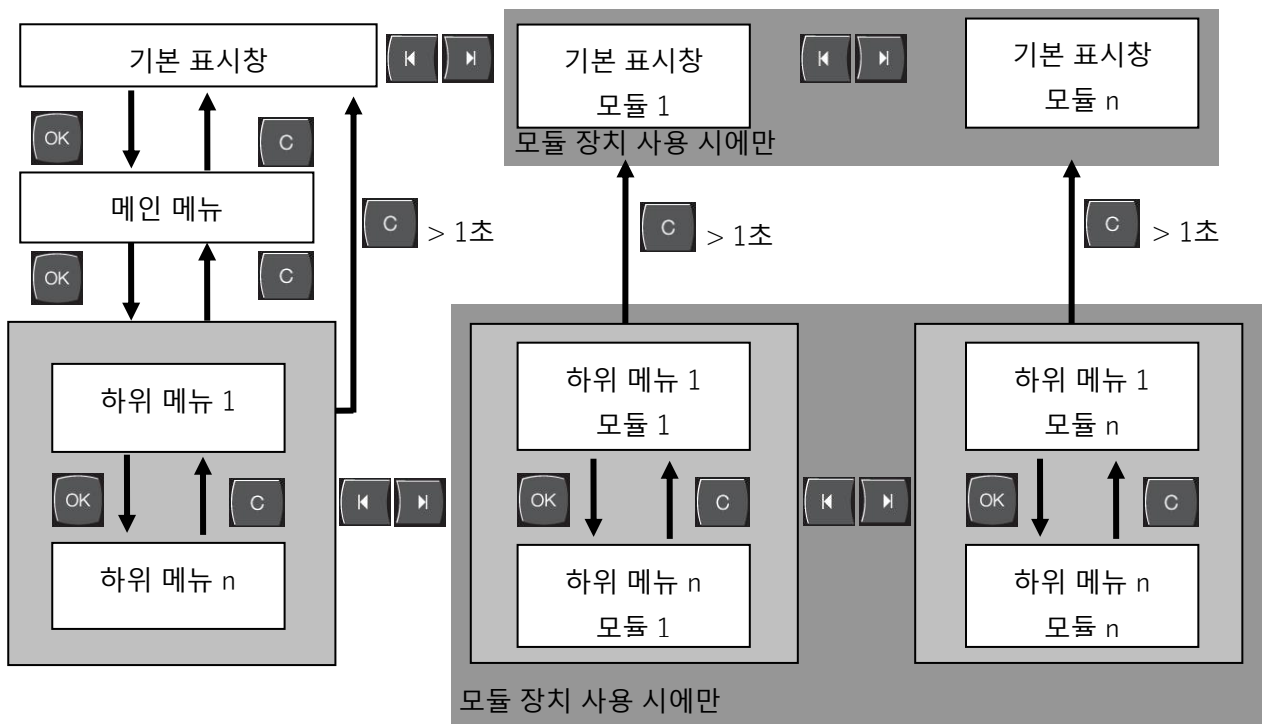 기본 표시창
기본 표시창
모듈 1
기본 표시창
모듈 n
모듈 장치 사용 시에만
OK
C
메인 메뉴
C > 1초
C > 1초
C > 1초
OK
C
하위 메뉴 1
하위 메뉴 1
모듈 1
하위 메뉴 1
모듈 n
OK
C
OK
C
OK
C
하위 메뉴 n
하위 메뉴 n
모듈 1
하위 메뉴 n
모듈 n
모듈 장치 사용 시에만